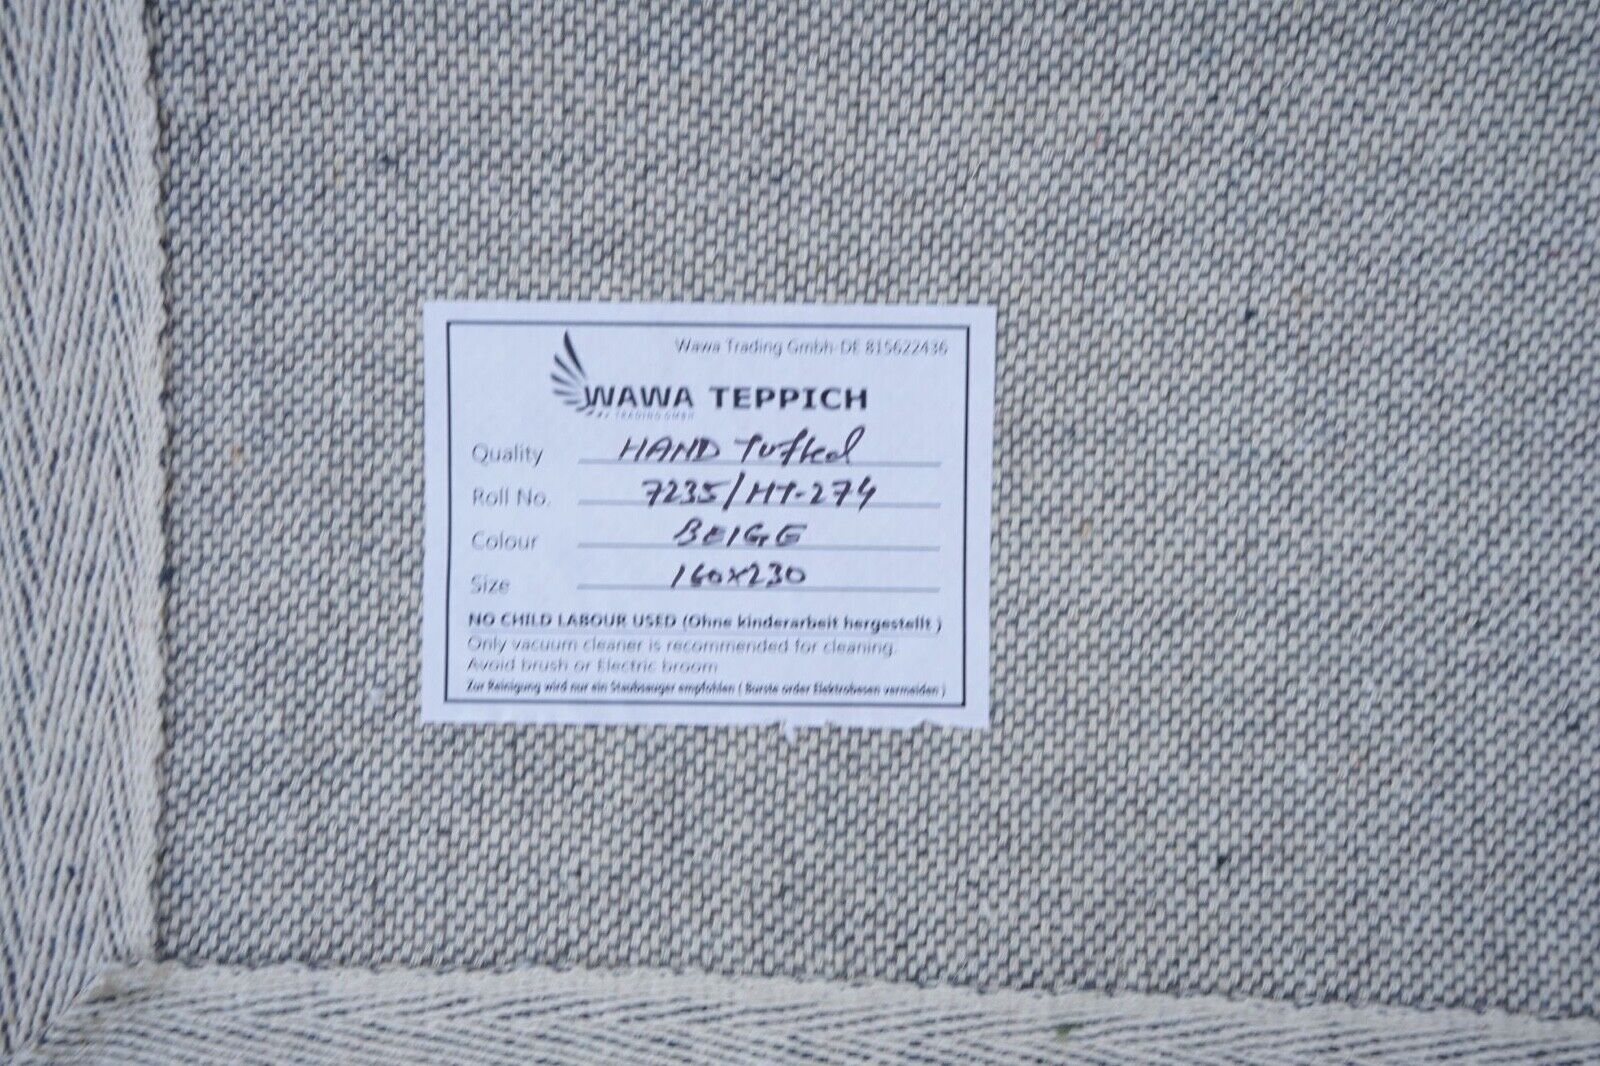 Wawa Trading Gmbh-DE 815622436
WAWA TEPPICH
TRADING GMBH
Quality HAND Tufted
Roll No. 7235/HT-274
Colour BEIGE
Size 160x230
NO CHILD LABOUR USED (Ohne kinderarbeit hergestellt )
Only vacuum cleaner is recommended for cleaning.
Avoid brush or Electric broom
Zur Reinigung wird nur ein Staubsauger empfohlen ( Borste order Elektrobesen vermeiden )